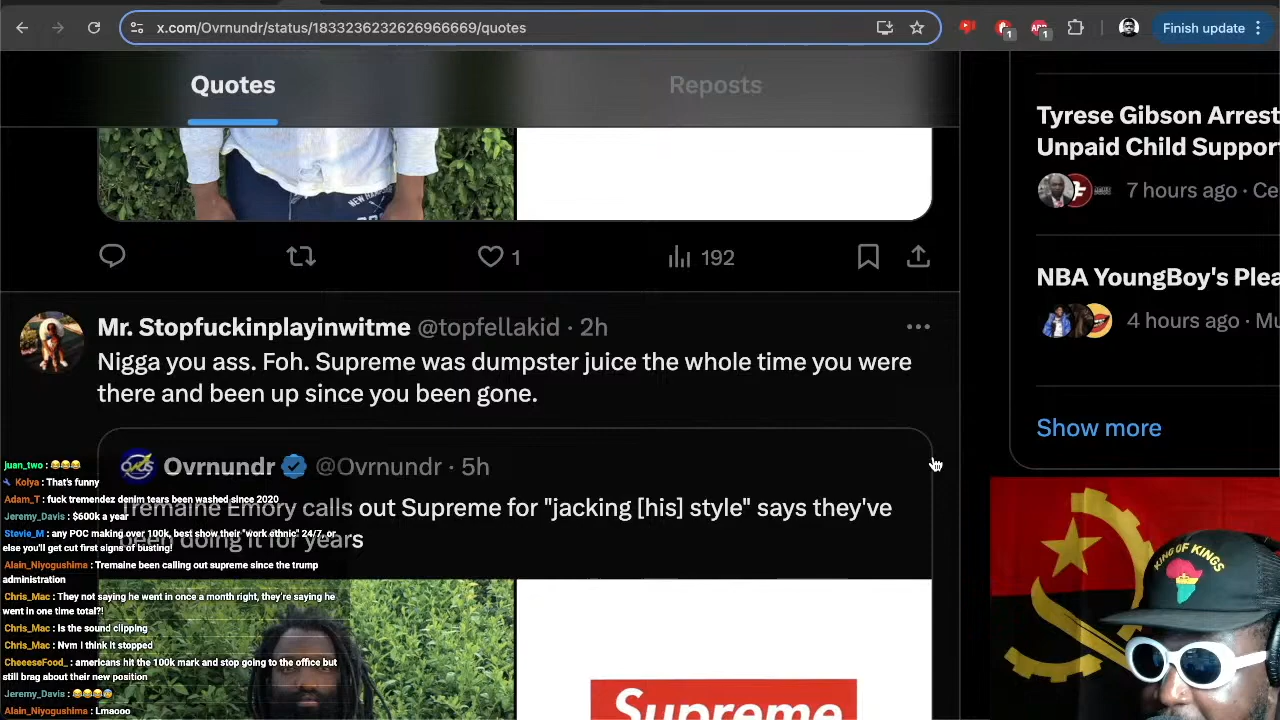 x.com/Ovrnundr/status/1833236232626966669/quotes
Finish update
Quotes
Reposts
NEW HAMPS
1
192
Mr. Stopfuckinplayinwitme @topfellakid · 2h
Nigga you ass. Foh. Supreme was dumpster juice the whole time you were
there and been up since you been gone.
Ovrnundr @Ovrnundr · 5h
Tremaine Emory calls out Supreme for "jacking [his] style" says they've
been doing it for years
Supreme
Tyrese Gibson Arrest
Unpaid Child Suppor
7 hours ago · Ce
NBA YoungBoy's Plea
4 hours ago · Mu
Show more
juan_two : 😂😂😂
Kolya : That's funny
Adam_T : fuck tremendez denim tears been washed since 2020
Jeremy_Davis : $600k a year
Stevie_M : any POC making over 100k, best show their "work ethnic" 24/7, or
else you'll get cut first signs of busting!
Alain_Niyogushima : Tremaine been calling out supreme since the trump
administration
Chris_Mac : They not saying he went in once a month right, they're saying he
went in one time total?!
Chris_Mac : Is the sound clipping
Chris_Mac : Nvm I think it stopped
CheeeseFood_ : americans hit the 100k mark and stop going to the office but
still brag about their new position
Jeremy_Davis : 😂😂😂😰
Alain_Niyogushima : Lmaooo
KING OF KINGS